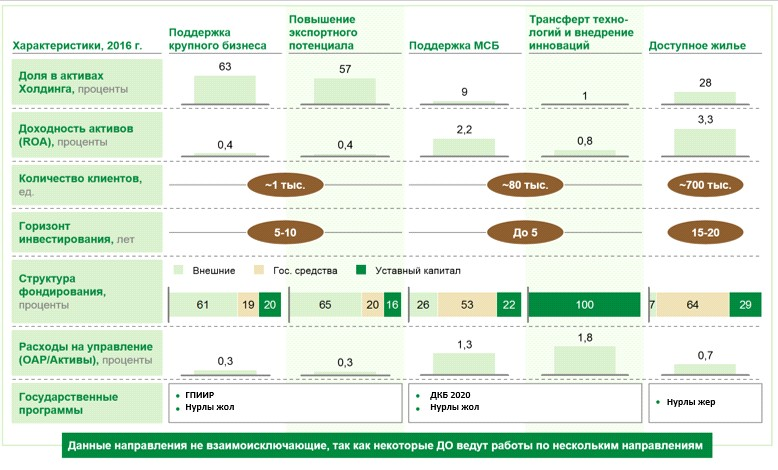 Характеристики, 2016 г.
Поддержка
крупного бизнеса
Повышение
экспортного
потенциала
Поддержка МСБ
Трансферт техно-
логий и внедрение
инноваций
Доступное жилье
Доля в активах
Холдинга, проценты
63
57
9
1
28
Доходность активов
(ROA), проценты
0,4
0,4
2,2
0,8
3,3
Количество клиентов,
ед.
~1 тыс.
~80 тыс.
~700 тыс.
Горизонт
инвестирования, лет
5-10
До 5
15-20
Структура
фондирования,
проценты
Внешние
Гос. средства
Уставный капитал
61
19
20
65
20
16
26
53
22
100
7
64
29
Расходы на управление
(ОАР/Активы), проценты
0,3
0,3
1,3
1,8
0,7
Государственные
программы
• ГПИИР
• Нурлы жол
• ДКБ 2020
• Нурлы жол
• Нурлы жер
Данные направления не взаимоисключающие, так как некоторые ДО ведут работы по нескольким направлениям